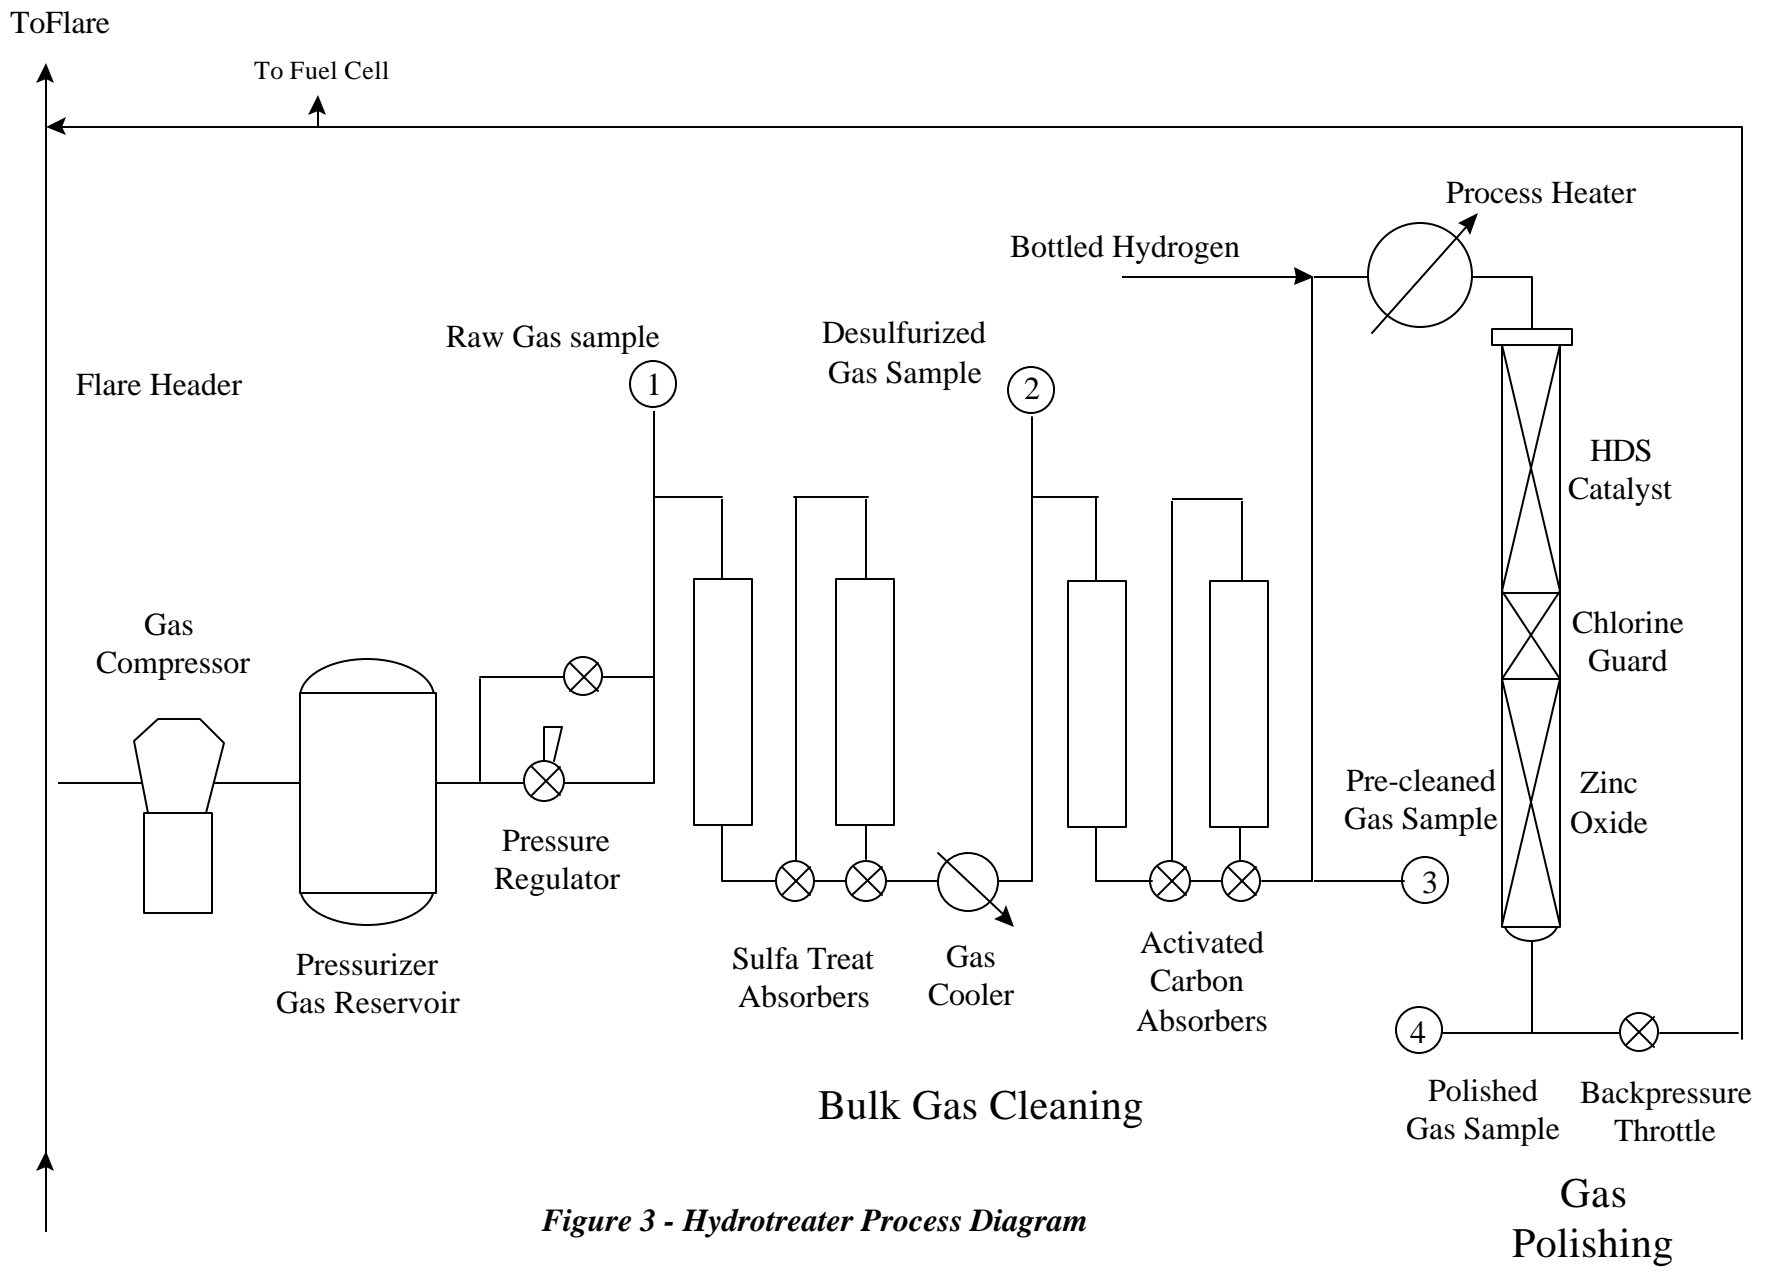 ToFlare
To Fuel Cell
Process Heater
Bottled Hydrogen
Raw Gas sample
Desulfurized
Gas Sample
Flare Header
1
2
HDS
Catalyst
Gas
Compressor
Chlorine
Guard
Pre-cleaned
Gas Sample
Zinc
Oxide
Pressure
Regulator
3
Sulfa Treat
Absorbers
Gas
Cooler
Activated
Carbon
Absorbers
Pressurizer
Gas Reservoir
4
Polished
Gas Sample
Backpressure
Throttle
Bulk Gas Cleaning
Gas
Polishing
Figure 3 - Hydrotreater Process Diagram